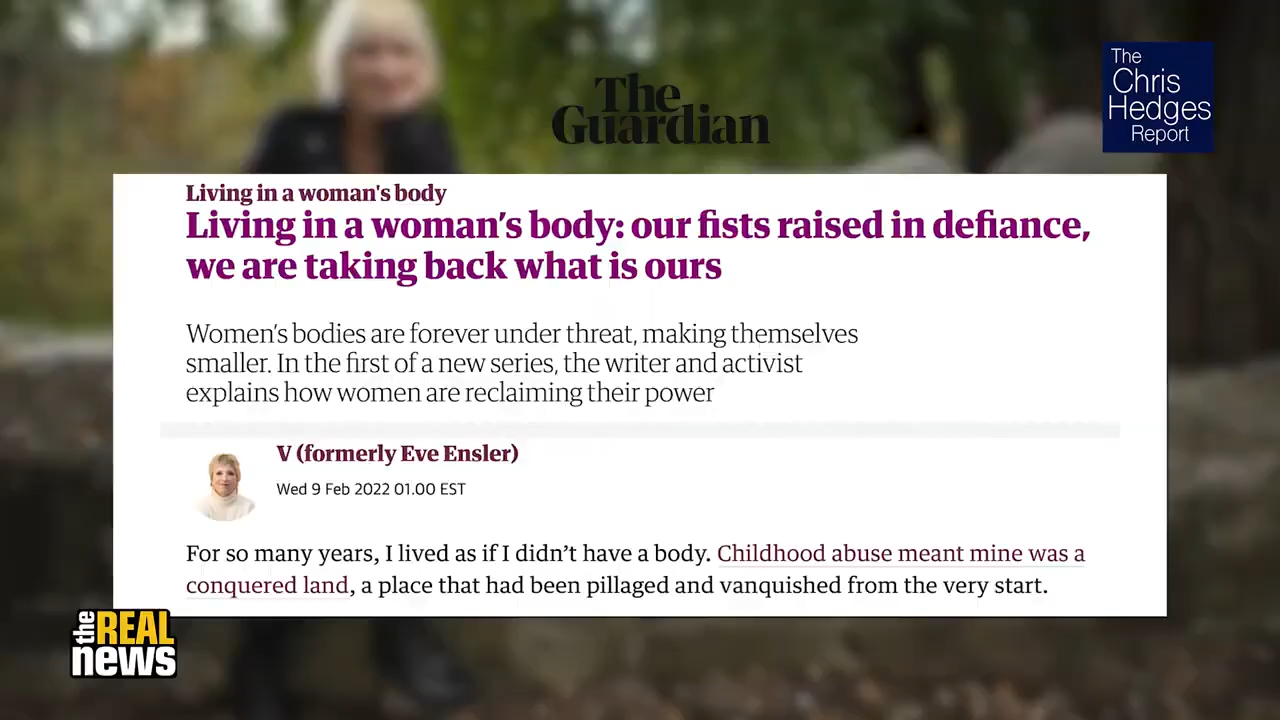 The
Guardian
The
Chris
Hedges
Report
Living in a woman's body
Living in a woman’s body: our fists raised in defiance,
we are taking back what is ours
Women’s bodies are forever under threat, making themselves
smaller. In the first of a new series, the writer and activist
explains how women are reclaiming their power
V (formerly Eve Ensler)
Wed 9 Feb 2022 01.00 EST
For so many years, I lived as if I didn’t have a body. Childhood abuse meant mine was a
conquered land, a place that had been pillaged and vanquished from the very start.
the REAL
news